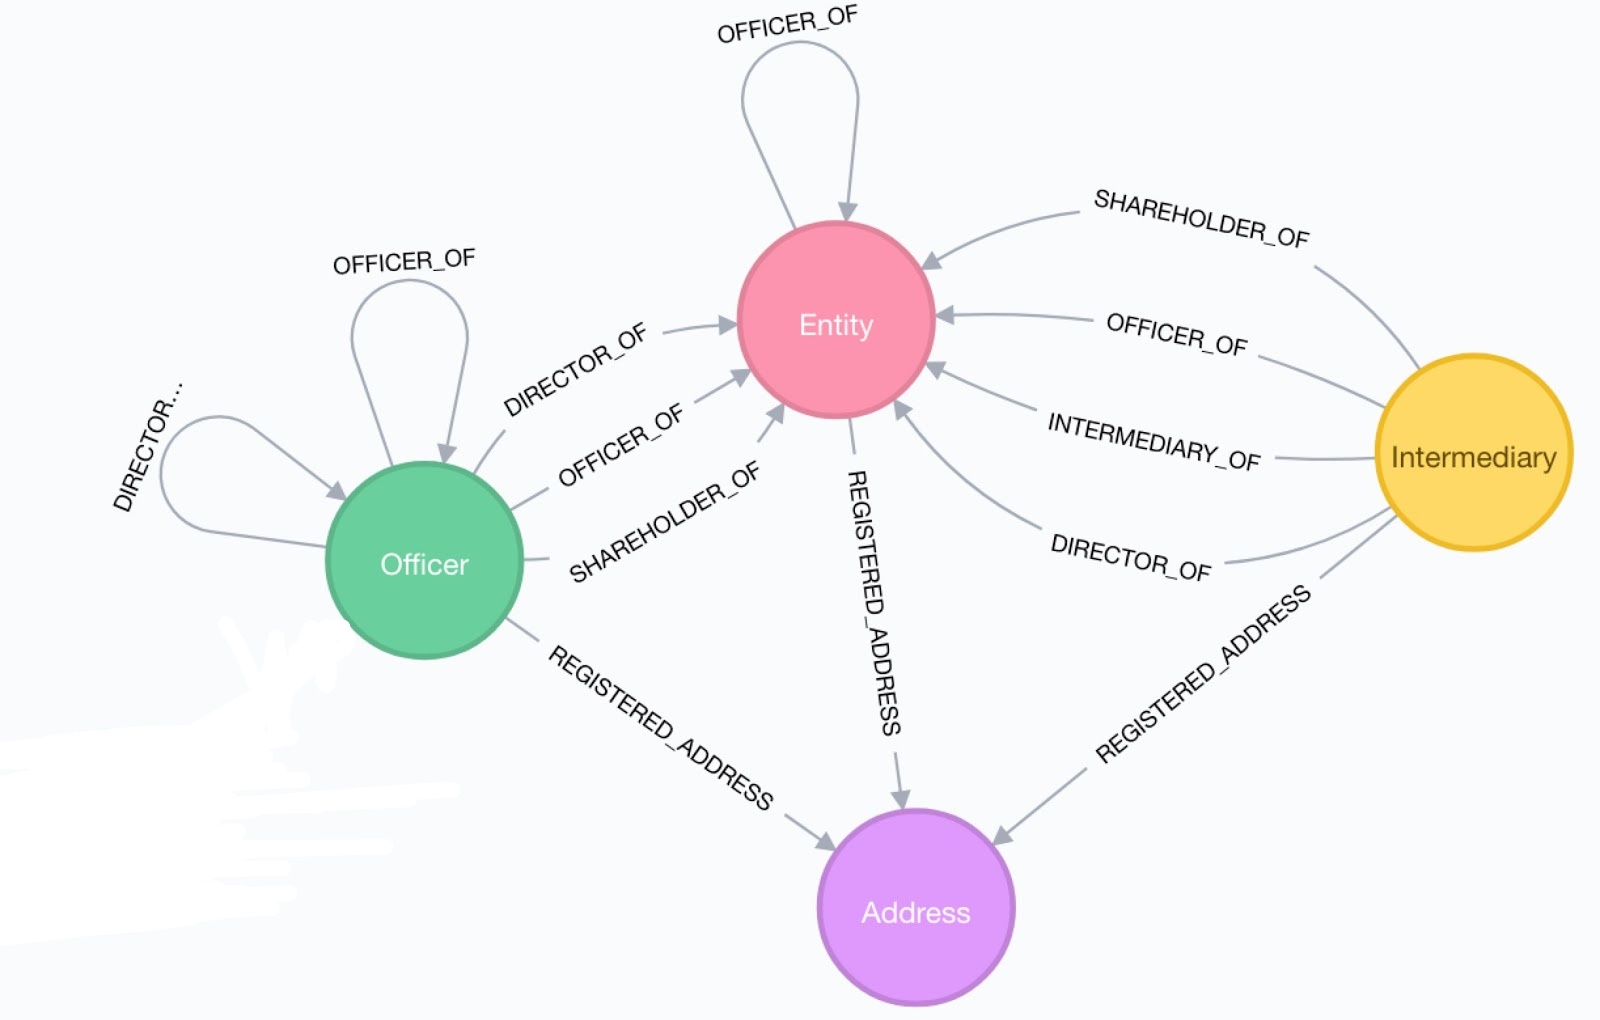 OFFICER_OF
SHAREHOLDER_OF
OFFICER_OF
Entity
DIRECTOR_OF
OFFICER_OF
DIRECTOR...
OFFICER_OF
INTERMEDIARY_OF
Intermediary
SHAREHOLDER_OF
DIRECTOR_OF
Officer
REGISTERED_ADDRESS
REGISTERED_ADDRESS
REGISTERED_ADDRESS
Address